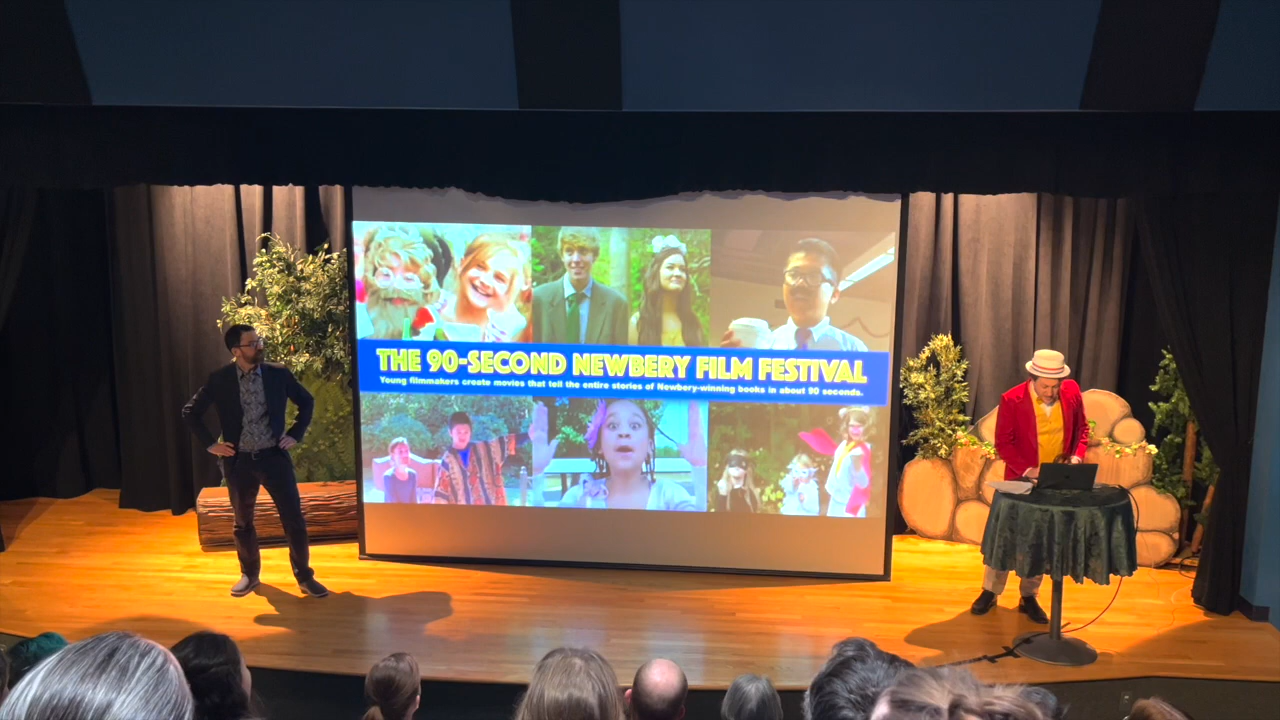 THE 90-SECOND NEWBERY FILM FESTIVAL
Young filmmakers create movies that tell the entire stories of Newbery-winning books in about 90 seconds.